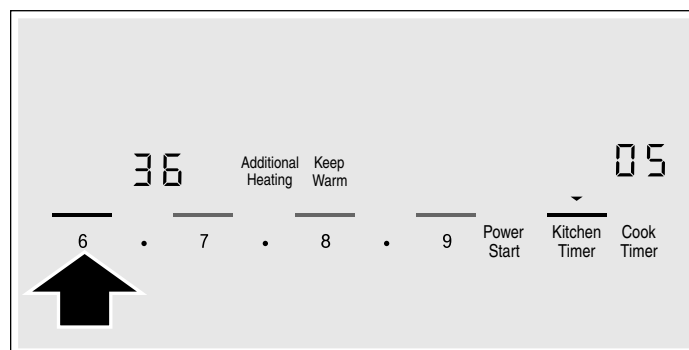 36 Additional Keep 05
Heating Warm
6 . 7 . 8 . 9 Power Kitchen Cook
Start Timer Timer